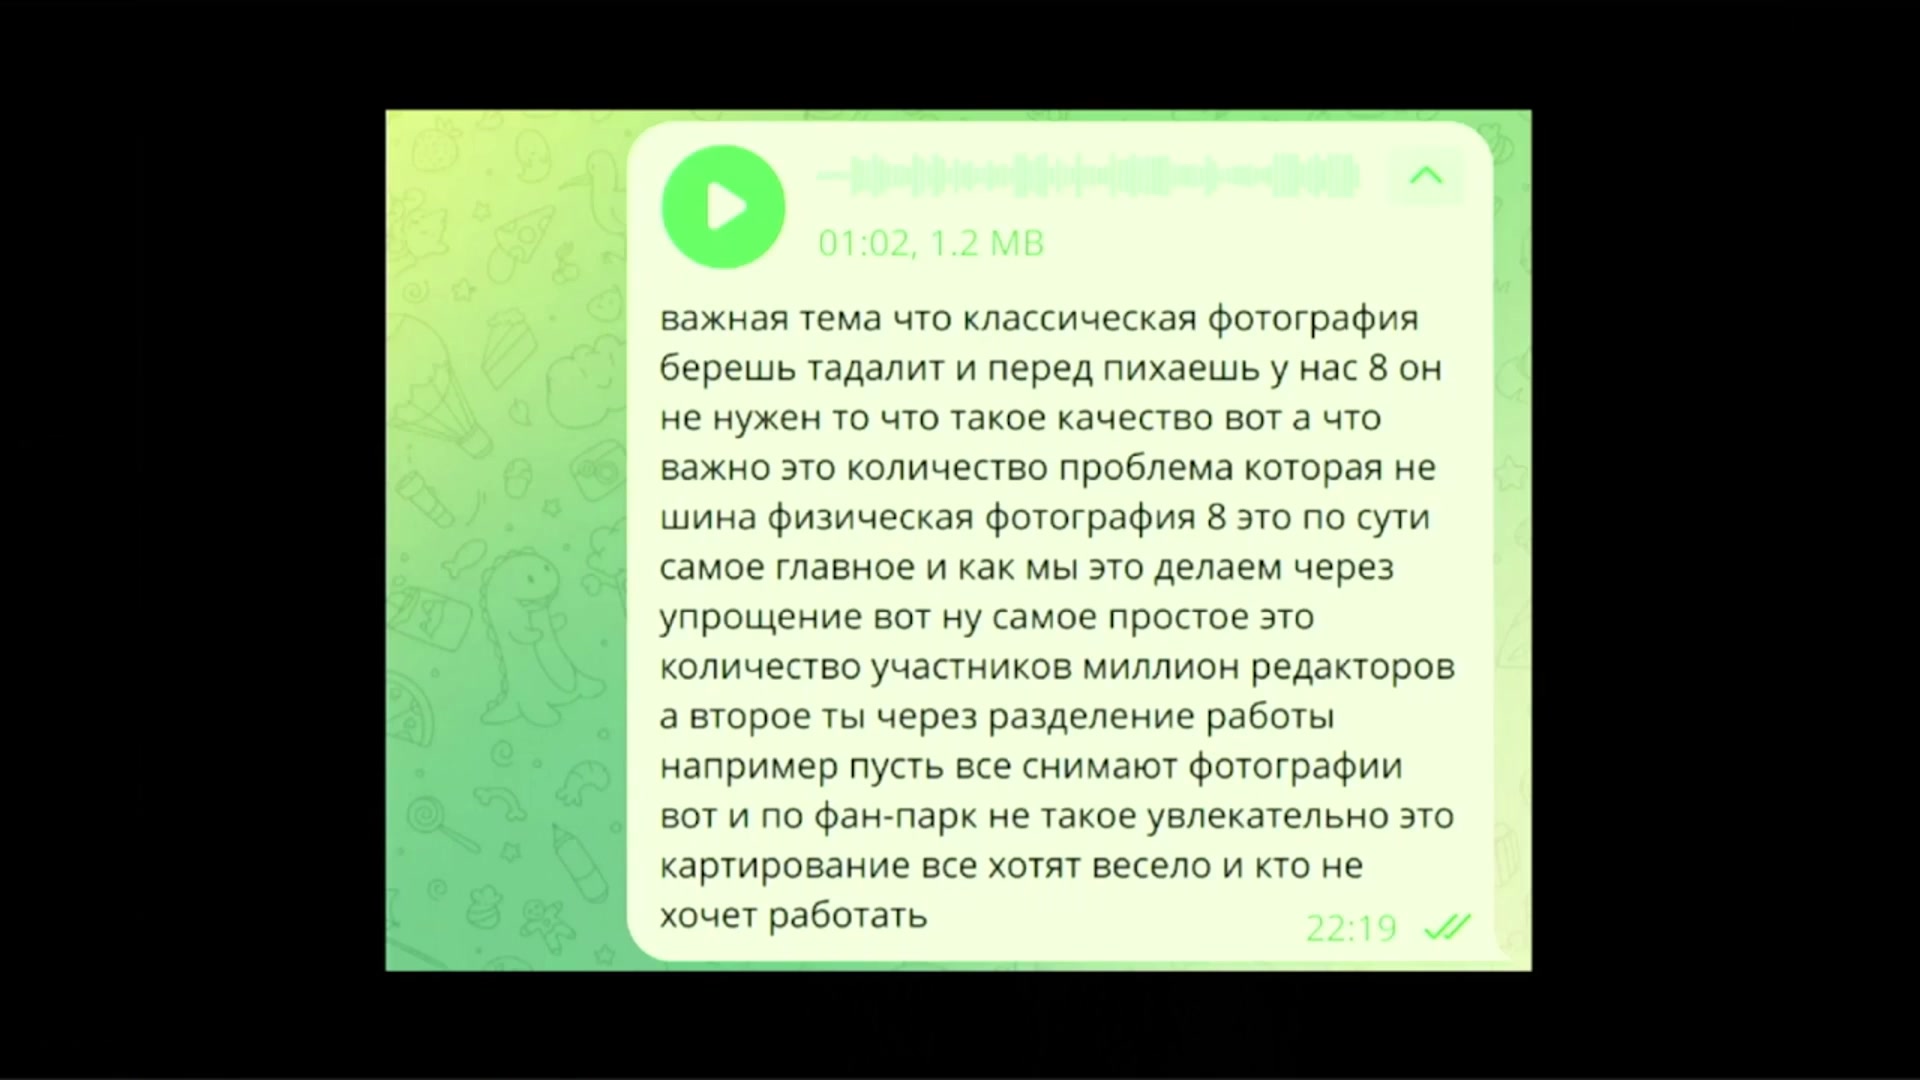 01:02, 1.2 MB
важная тема что классическая фотография
берешь тадалит и перед пихаешь у нас 8 он
не нужен то что такое качество вот а что
важно это количество проблема которая не
шина физическая фотография 8 это по сути
самое главное и как мы это делаем через
упрощение вот ну самое простое это
количество участников миллион редакторов
а второе ты через разделение работы
например пусть все снимают фотографии
вот и по фан-парк не такое увлекательно это
картирование все хотят весело и кто не
хочет работать
22:19